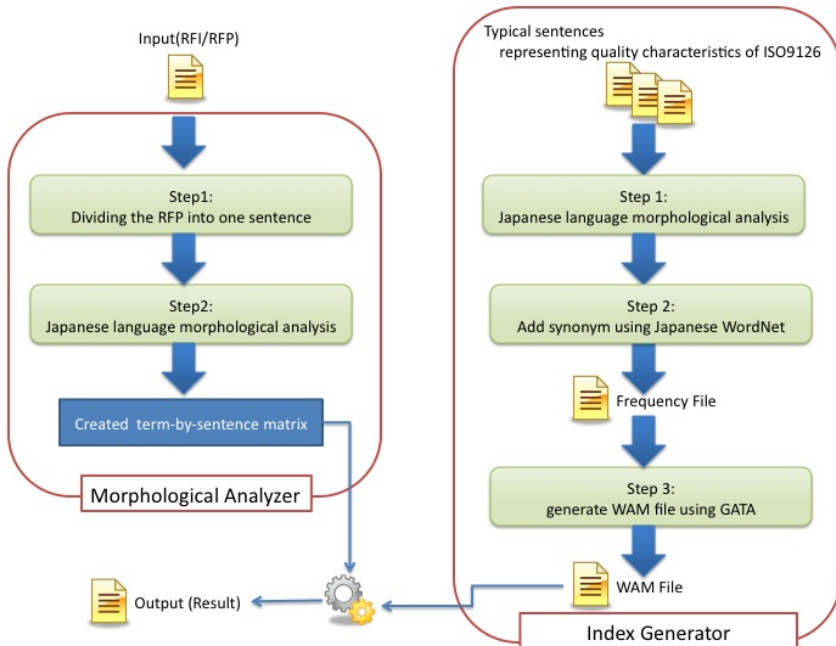 Input(RFI/RFP)
Step1:
Dividing the RFP into one sentence
Step2:
Japanese language morphological analysis
Created term-by-sentence matrix
Morphological Analyzer
Output (Result)
Typical sentences
representing quality characteristics of ISO9126
Step 1:
Japanese language morphological analysis
Step 2:
Add synonym using Japanese WordNet
Frequency File
Step 3:
generate WAM file using GATA
WAM File
Index Generator